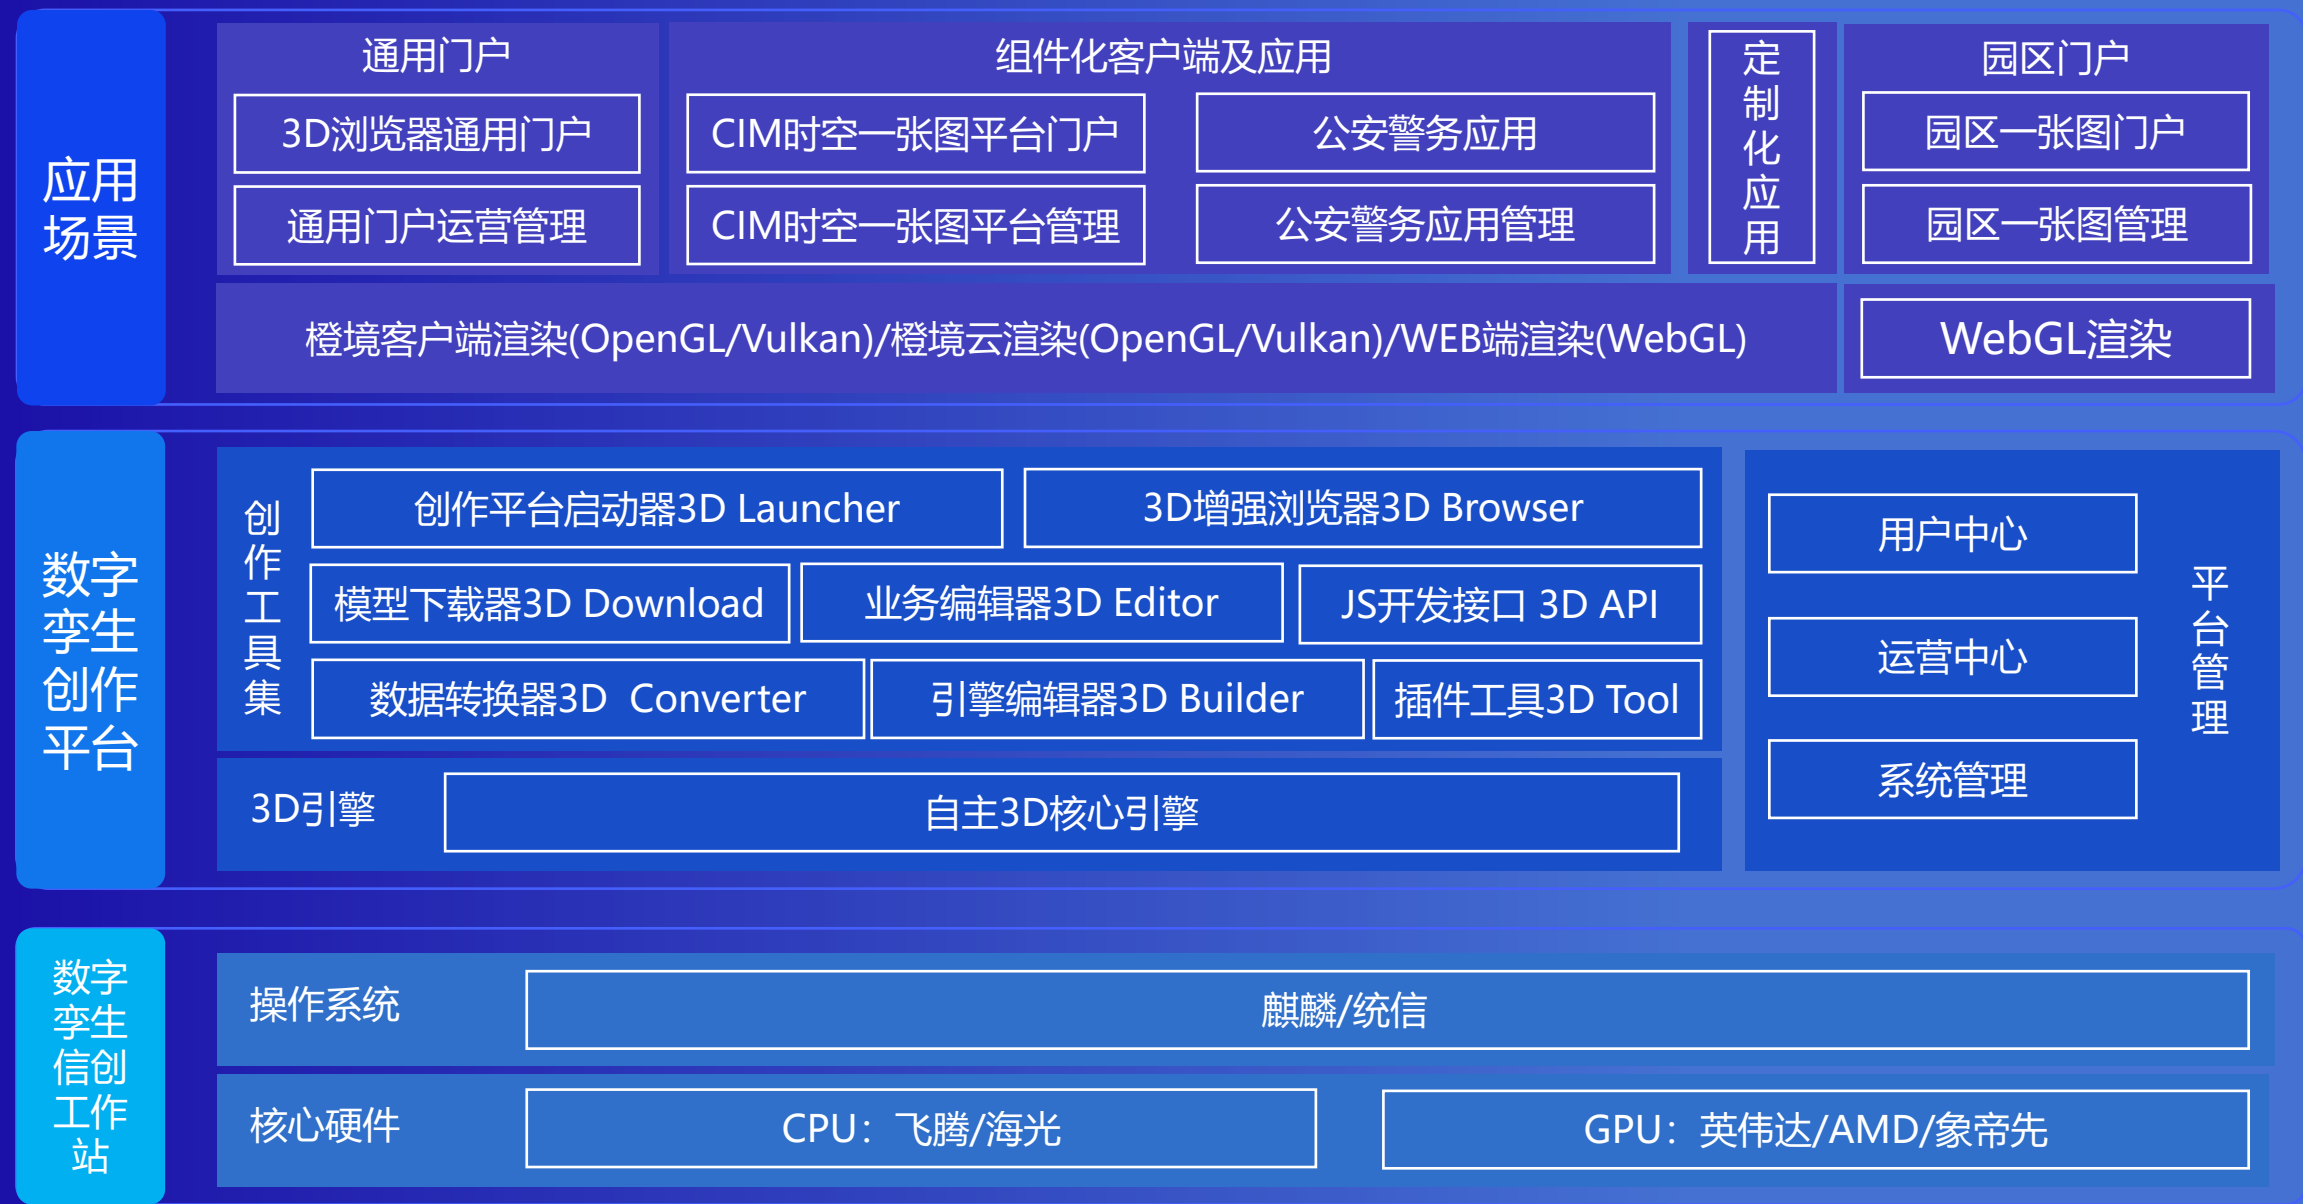 应用
场景
通用门户
3D浏览器通用门户
通用门户运营管理
组件化客户端及应用
CIM时空一张图平台门户
公安警务应用
CIM时空一张图平台管理
公安警务应用管理
定
制
化
应
用
园区门户
园区一张图门户
园区一张图管理
橙境客户端渲染(OpenGL/Vulkan)/橙境云渲染(OpenGL/Vulkan)/WEB端渲染(WebGL)
WebGL渲染
数字
孪生
创作
平台
创
作
工
具
集
创作平台启动器3D Launcher
3D增强浏览器3D Browser
模型下载器3D Download
业务编辑器3D Editor
JS开发接口 3D API
数据转换器3D  Converter
引擎编辑器3D Builder
插件工具3D Tool
3D引擎
自主3D核心引擎
用户中心
运营中心
系统管理
平
台
管
理
数字
孪生
信创
工作
站
操作系统
麒麟/统信
核心硬件
CPU：飞腾/海光
GPU：英伟达/AMD/象帝先